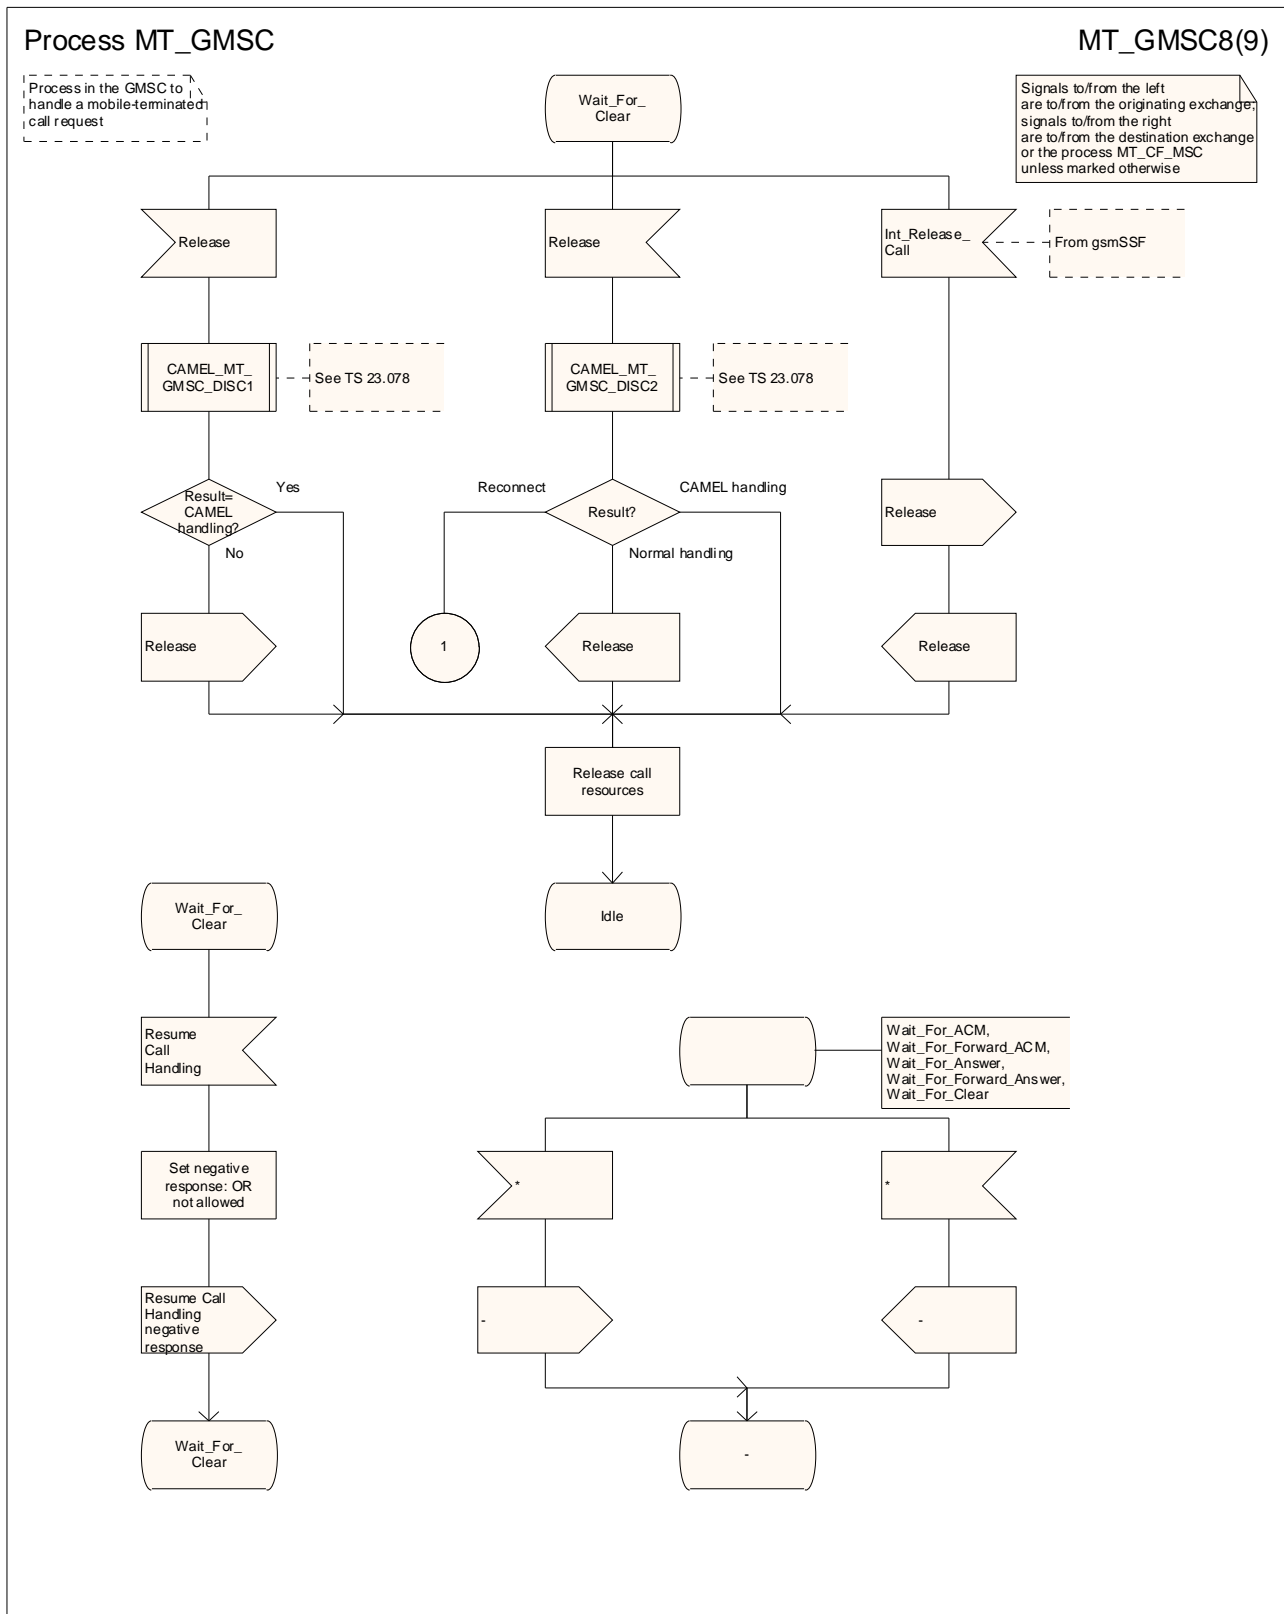 Process MT_GMSC
MT_GMSC8(9)
Process in the GMSC to
handle a mobile-terminated
call request
Wait_For_
Clear
Signals to/from the left
are to/from the originating exchange;
signals to/from the right
are to/from the destination exchange
or the process MT_CF_MSC
unless marked otherwise
Release
Release
Int_Release_
Call
From gsmSSF
CAMEL_MT_
GMSC_DISC1
See TS 23.078
CAMEL_MT_
GMSC_DISC2
See TS 23.078
Result=
CAMEL
handling?
Yes
No
Reconnect
Result?
CAMEL handling
Normal handling
Release
Release
1
Release
Release
Release call
resources
Idle
Wait_For_
Clear
Resume
Call
Handling
Set negative
response: OR
not allowed
Resume Call
Handling
negative
response
Wait_For_
Clear
Wait_For_ACM,
Wait_For_Forward_ACM,
Wait_For_Answer,
Wait_For_Forward_Answer,
Wait_For_Clear
*
*
-
-
-